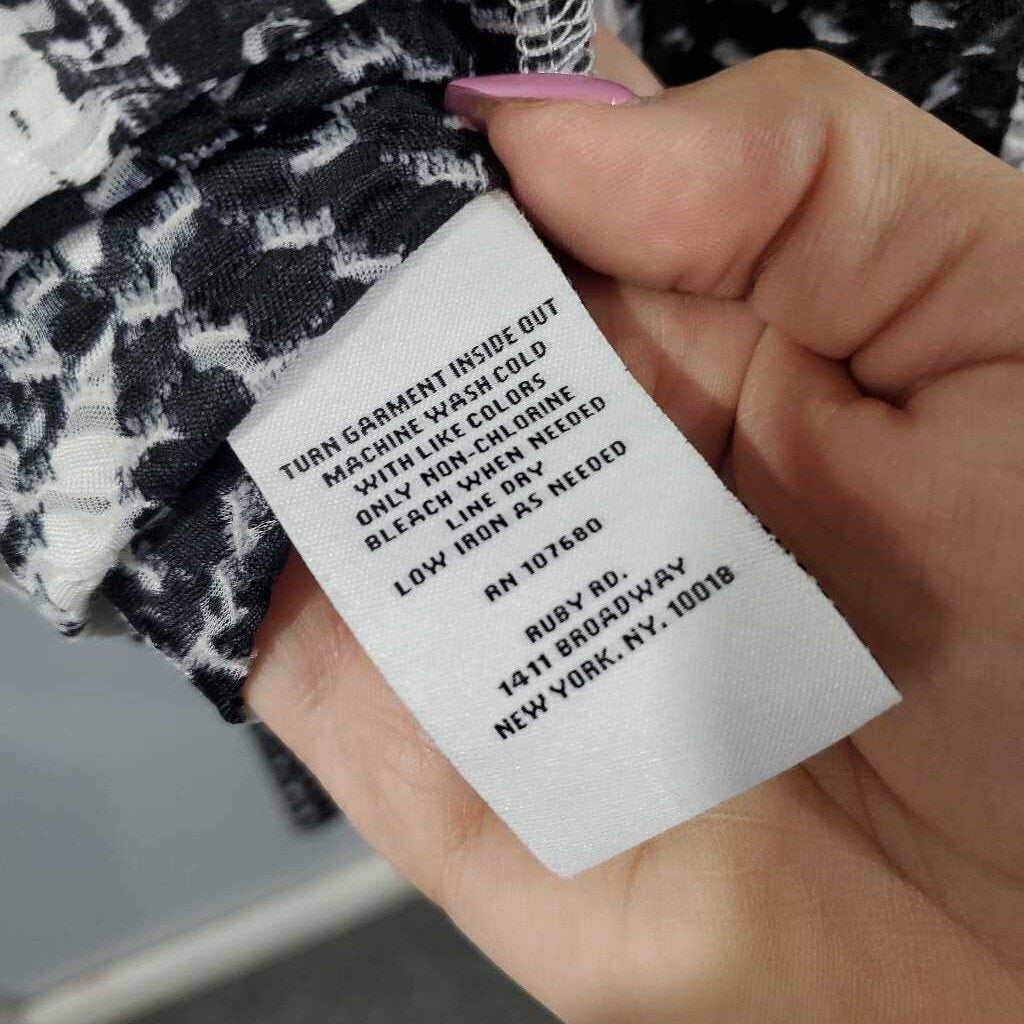 TURN GARMENT INSIDE OUT
MACHINE WASH COLD
WITH LIKE COLORS
ONLY NON-CHLORINE
BLEACH WHEN NEEDED
LINE DRY
LOW IRON AS NEEDED
RN 107680
RUBY RD.
1411 BROADWAY
NEW YORK. NY. 10018